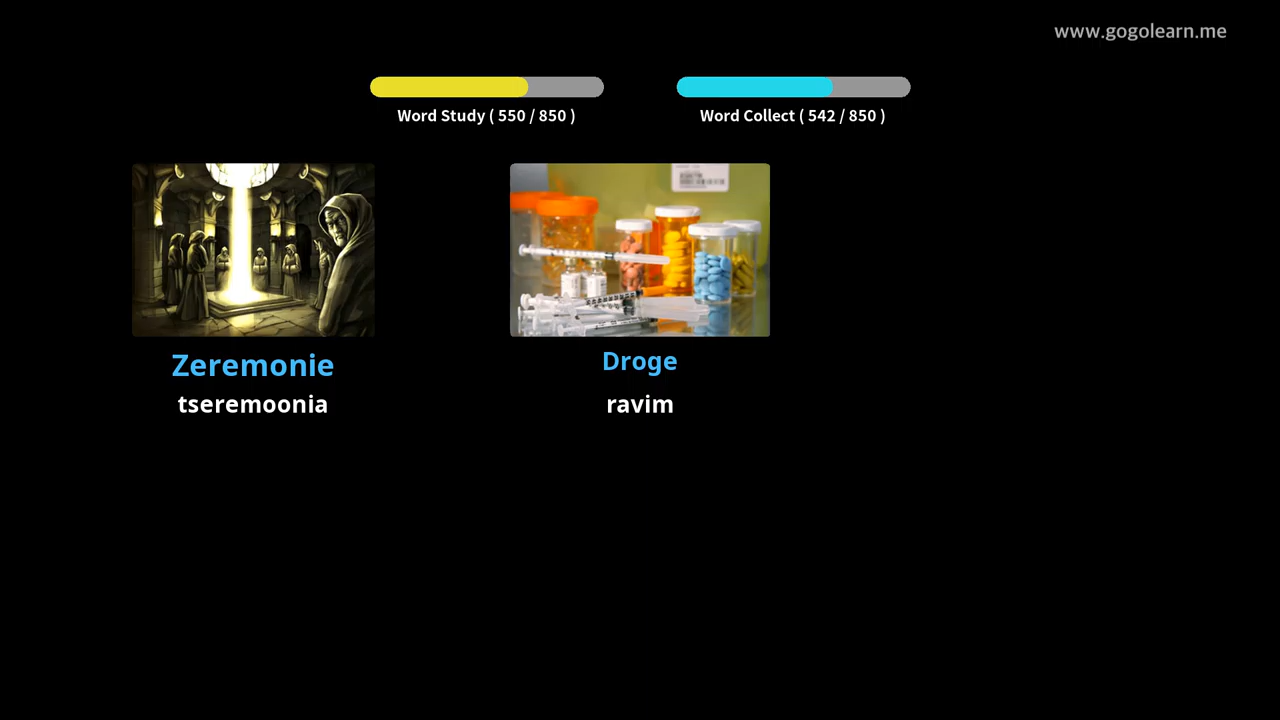 www.gogolearn.me
Word Study ( 550 / 850 )
Word Collect ( 542 / 850 )
Zeremonie
tseremoonia
Droge
ravim